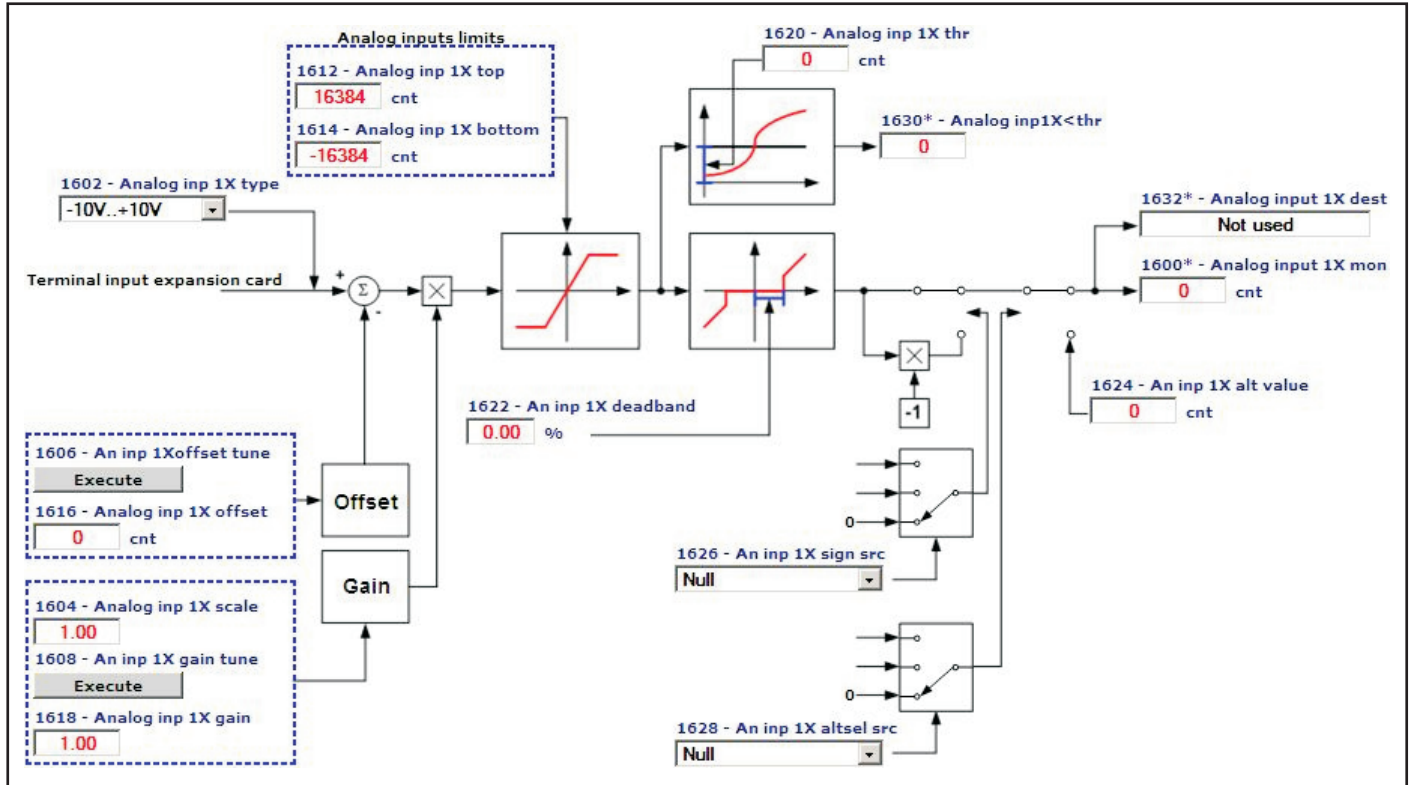 Analog inputs limits
1612 - Analog inp 1X top
16384 cnt
1614 - Analog inp 1X bottom
-16384 cnt
1620 - Analog inp 1X thr
0 cnt
1630* - Analog inp1X<thr
0
1602 - Analog inp 1X type
-10V..+10V
1632* - Analog input 1X dest
Not used
Terminal input expansion card
+
Σ
-
×
1600* - Analog input 1X mon
0 cnt
×
-1
1624 - An inp 1X alt value
0 cnt
1622 - An inp 1X deadband
0.00 %
1606 - An inp 1Xoffset tune
Execute
1616 - Analog inp 1X offset
0 cnt
Offset
0
1626 - An inp 1X sign src
Null
Gain
1604 - Analog inp 1X scale
1.00
1608 - An inp 1X gain tune
Execute
1618 - Analog inp 1X gain
1.00
0
1628 - An inp 1X altsel src
Null